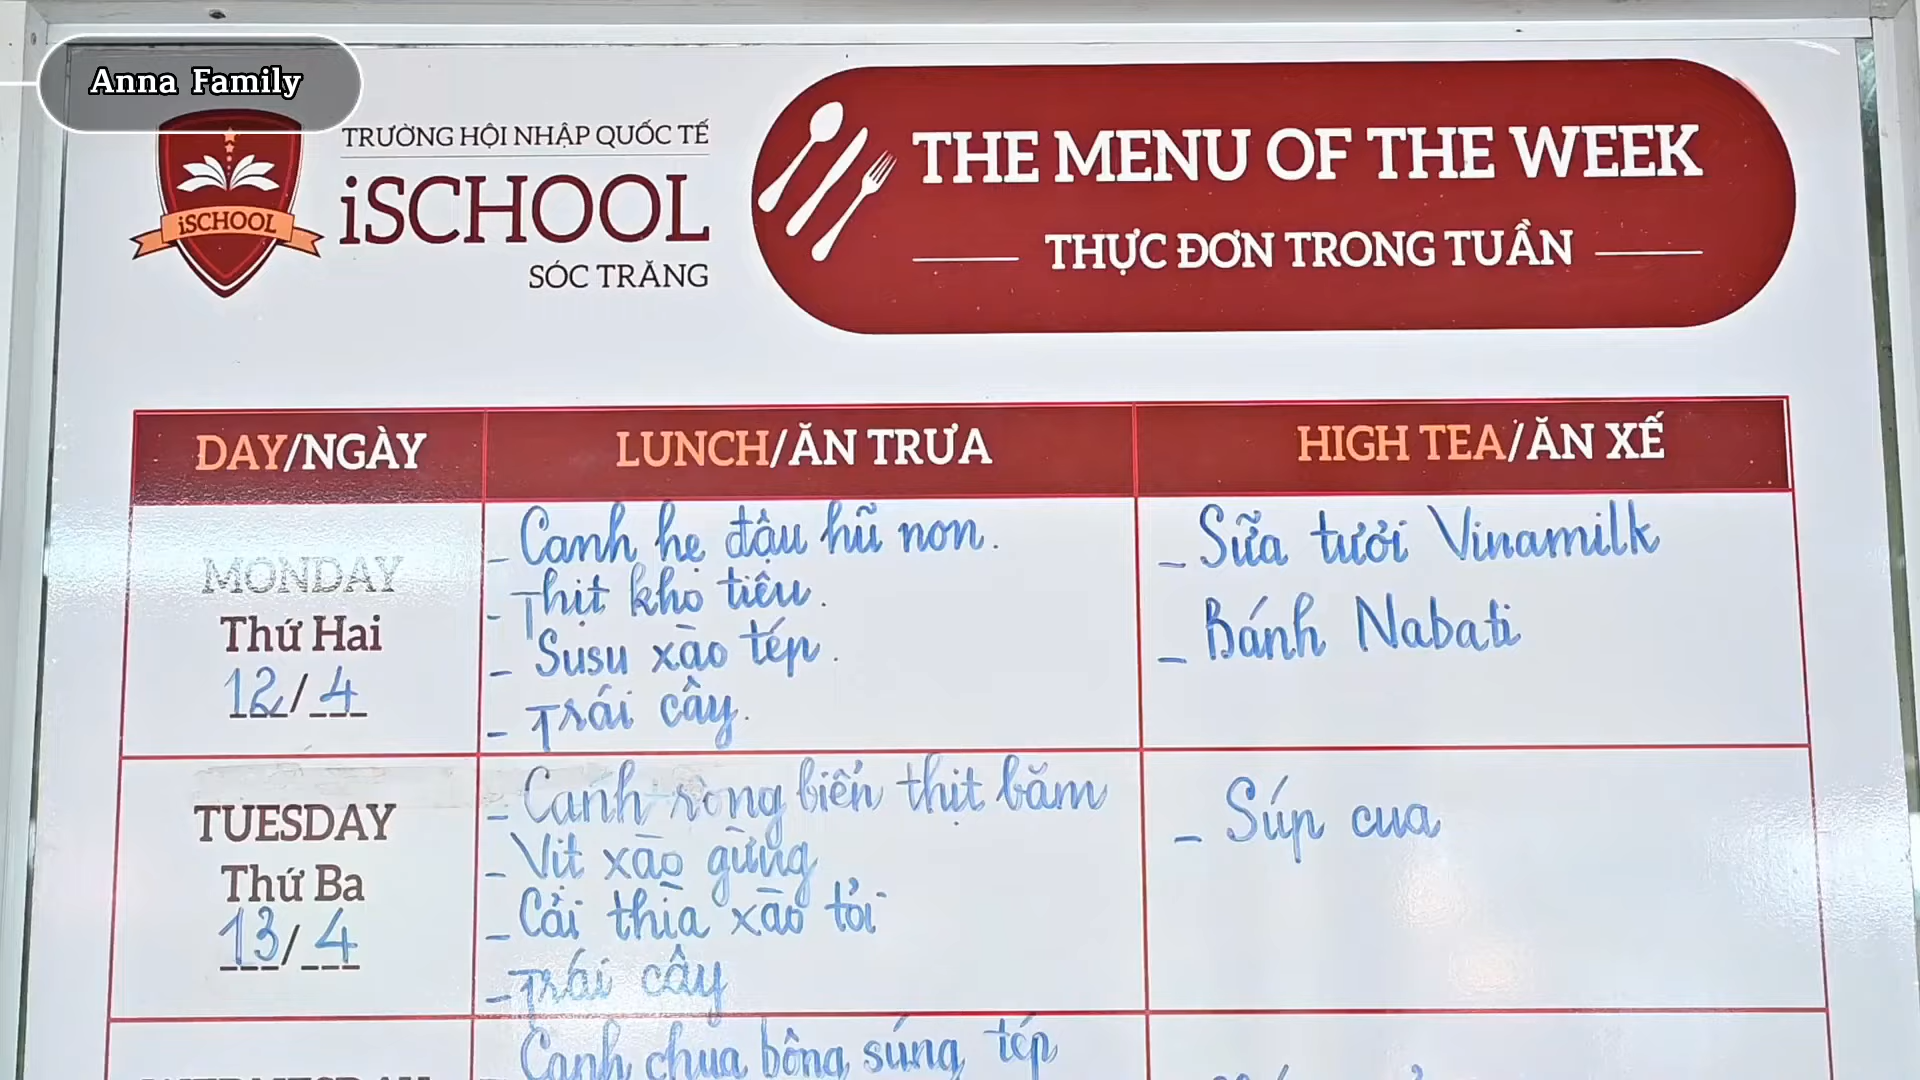 Anna Family
TRƯỜNG HỘI NHẬP QUỐC TẾ
iSCHOOL
SÓC TRĂNG
iSCHOOL
THE MENU OF THE WEEK
THỰC ĐƠN TRONG TUẦN
DAY/NGÀY
LUNCH/ĂN TRƯA
HIGH TEA/ĂN XẾ
MONDAY
Thứ Hai
12/4
- Canh hẹ đậu hũ non.
- Thịt kho tiêu.
- Susu xào tép.
- Trái cây.
- Sữa tươi Vinamilk
- Bánh Nabati
TUESDAY
Thứ Ba
13/4
- Canh rong biển thịt băm
- Vịt xào gừng
- Cải thìa xào tỏi
- Trái cây
- Súp cua
Canh chua bông súng tép